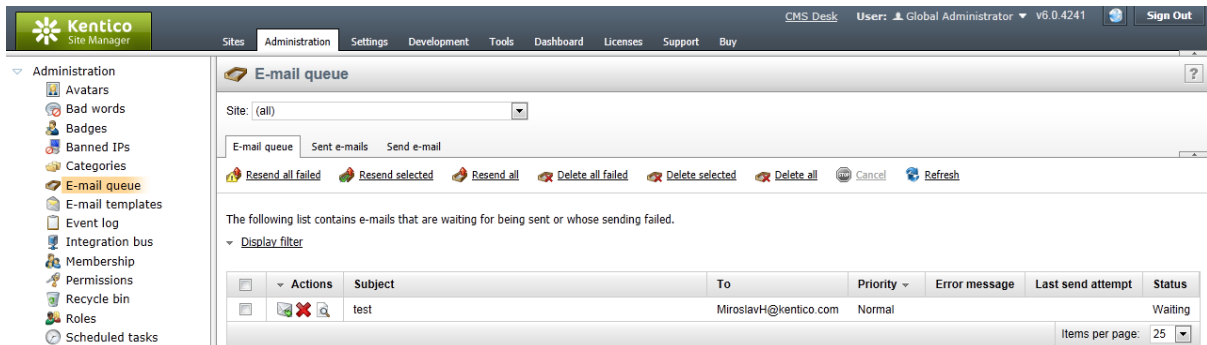 Kentico
Site Manager
CMS Desk User: Global Administrator v6.0.4241 Sign Out
Sites Administration Settings Development Tools Dashboard Licenses Support Buy
Administration
Avatars
Bad words
Badges
Banned IPs
Categories
E-mail queue
E-mail templates
Event log
Integration bus
Membership
Permissions
Recycle bin
Roles
Scheduled tasks
E-mail queue ?
Site: (all)
E-mail queue Sent e-mails Send e-mail
Resend all failed Resend selected Resend all Delete all failed Delete selected Delete all Cancel Refresh
The following list contains e-mails that are waiting for being sent or whose sending failed.
Display filter
Actions Subject To Priority Error message Last send attempt Status
test MiroslavH@kentico.com Normal Waiting
Items per page: 25